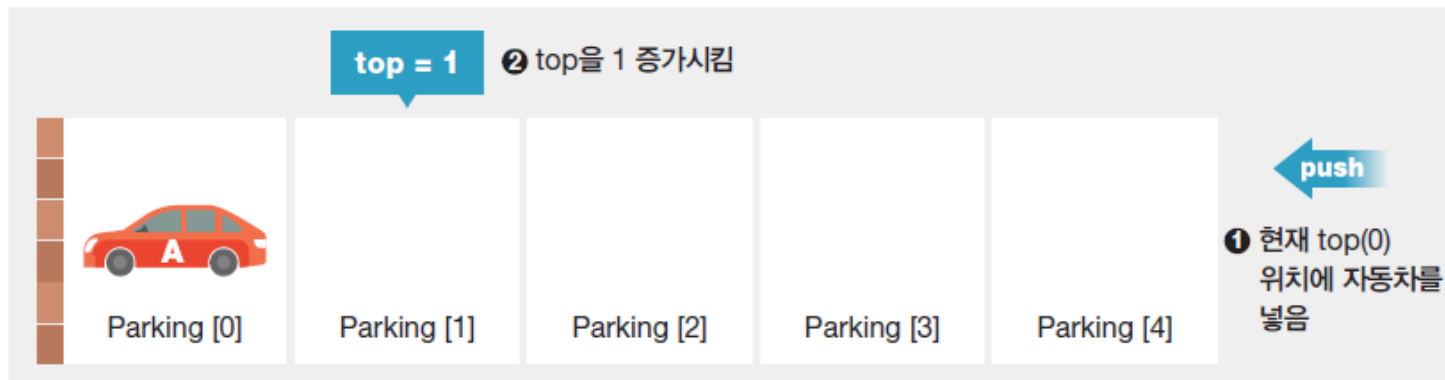 top = 1
❷ top을 1 증가시킴
A
Parking [0]
Parking [1]
Parking [2]
Parking [3]
Parking [4]
push
❶ 현재 top(0)
위치에 자동차를
넣음